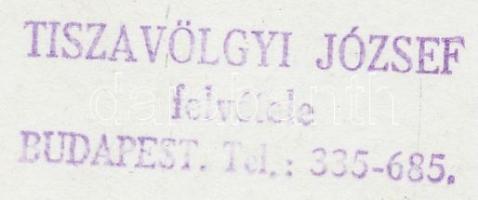 TISZAVÖLGYI JÓZSEF
felvétele
BUDAPEST. Tel.: 335-685.